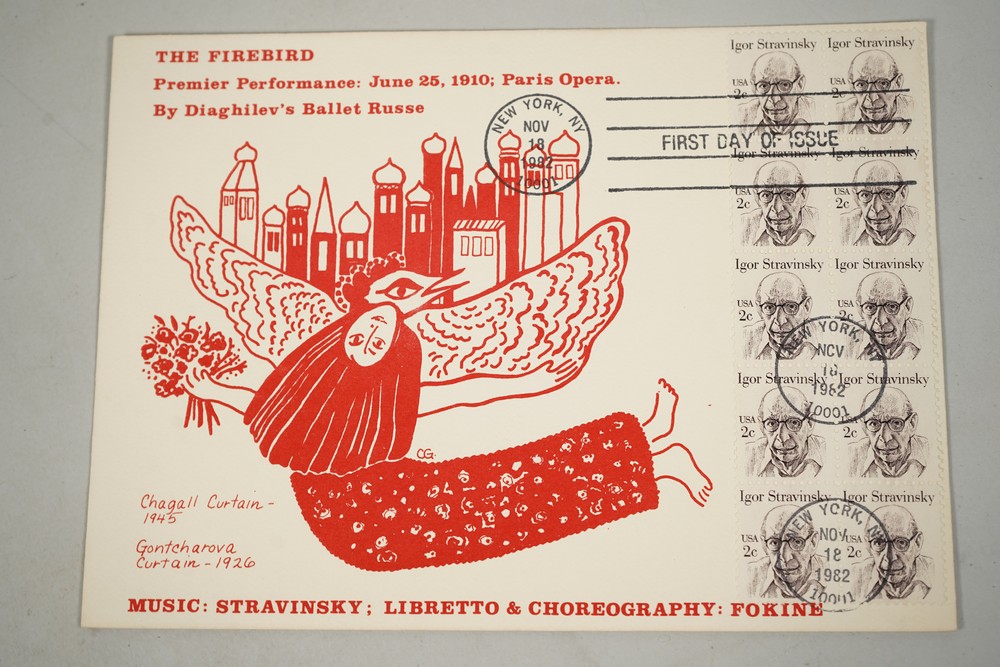 THE FIREBIRD
Premier Performance: June 25, 1910; Paris Opera.
By Diaghilev's Ballet Russe
Igor Stravinsky Igor Stravinsky
USA 2c USA 2c
NEW YORK, NY
NOV
18
1982
10001
FIRST DAY OF ISSUE
Igor Stravinsky Igor Stravinsky
USA 2c USA 2c
Igor Stravinsky Igor Stravinsky
USA 2c USA 2c
NEW YORK, NY
NOV
18
1982
10001
Igor Stravinsky Igor Stravinsky
USA 2c USA 2c
CG.
Igor Stravinsky Igor Stravinsky
USA 2c USA 2c
NEW YORK, NY
NOV
18
1982
10001
Chagall Curtain -
1945
Gontcharova
Curtain - 1926
MUSIC: STRAVINSKY; LIBRETTO & CHOREOGRAPHY: FOKINE